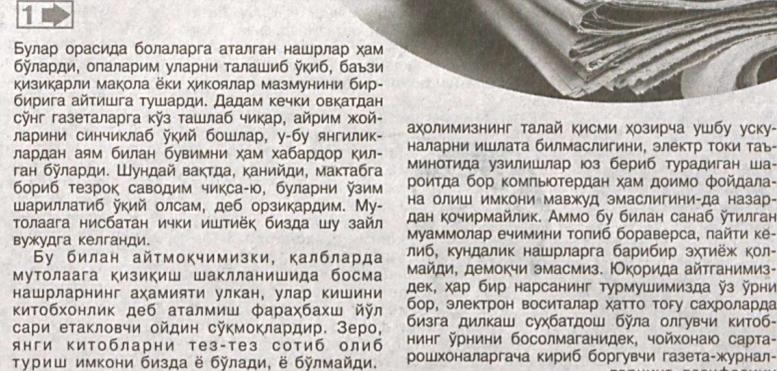 1
Булар орасида болаларга аталган нашрлар ҳам
бўларди, опаларим уларни талашиб ўқиб, баъзи
қизиқарли мақола ёки ҳикоялар мазмунини бир-
бирига айтишга тушарди. Дадам кечки овқатдан
сўнг газеталарга кўз ташлаб чиқар, айрим жой-
ларини синчиклаб ўқий бошлар, у-бу янгилик-
лардан аям билан бувимни ҳам хабардор қил-
ган бўларди. Шундай вақтда, қанийди, мактабга
бориб тезроқ саводим чиқса-ю, буларни ўзим
шариллатиб ўқий олсам, деб орзиқардим. Му-
толаага нисбатан ички иштиёқ бизда шу зайл
вужудга келганди.
Бу билан айтмоқчимизки, қалбларда
мутолаага қизиқиш шаклланишида босма
нашрларнинг аҳамияти улкан, улар кишини
китобхонлик деб аталмиш фараҳбахш йўл
сари етакловчи ойдин сўқмоқлардир. Зеро,
янги китобларни тез-тез сотиб олиб
туриш имкони бизда ё бўлади, ё бўлмайди.
аҳолимизнинг талай қисми ҳозирча ушбу уску-
наларни ишлата билмаслигини, электр токи таъ-
минотида узилишлар юз бериб турадиган ша-
роитда бор компьютердан ҳам доимо фойдала-
на олиш имкони мавжуд эмаслигини-да назар-
дан қочирмайлик. Аммо бу билан санаб ўтилган
муаммолар ечимини топиб бораверса, пайти ке-
либ, кундалик нашрларга барибир эҳтиёж қол-
майди, демоқчи эмасмиз. Юқорида айтганимиз-
дек, ҳар бир нарсанинг турмушимизда ўз ўрни
бор, электрон воситалар ҳатто тоғу саҳроларда
бизга дилкаш суҳбатдош бўла олгувчи китоб-
нинг ўрнини босолмаганидек, чойхонаю сарта-
рошхоналаргача кириб боргувчи газета-журнал-